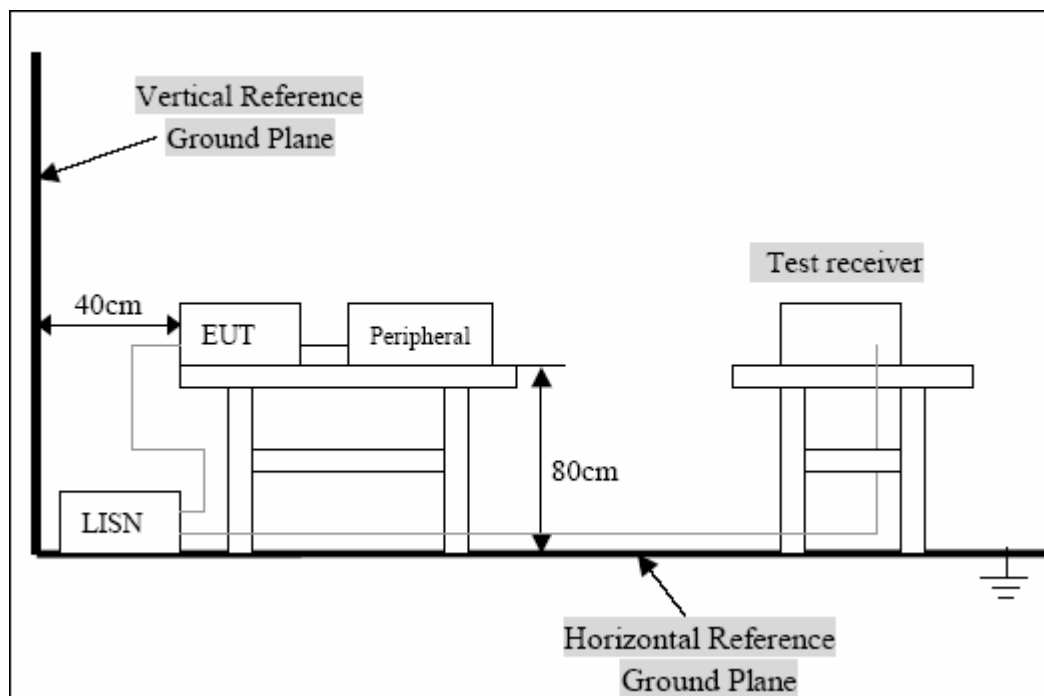 Vertical Reference
Ground Plane
Test receiver
40cm
EUT
Peripheral
80cm
LISN
Horizontal Reference
Ground Plane